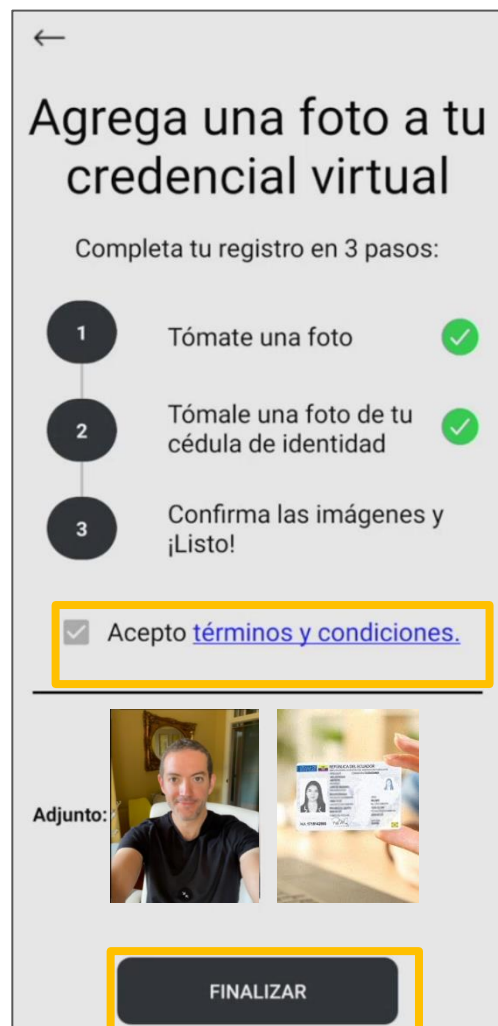 Agrega una foto a tu
credencial virtual
Completa tu registro en 3 pasos:
1
Tómate una foto
2
Tómale una foto de tu
cédula de identidad
3
Confirma las imágenes y
¡Listo!
Acepto términos y condiciones.
Adjunto:
REPÚBLICA DEL ECUADOR
FINALIZAR